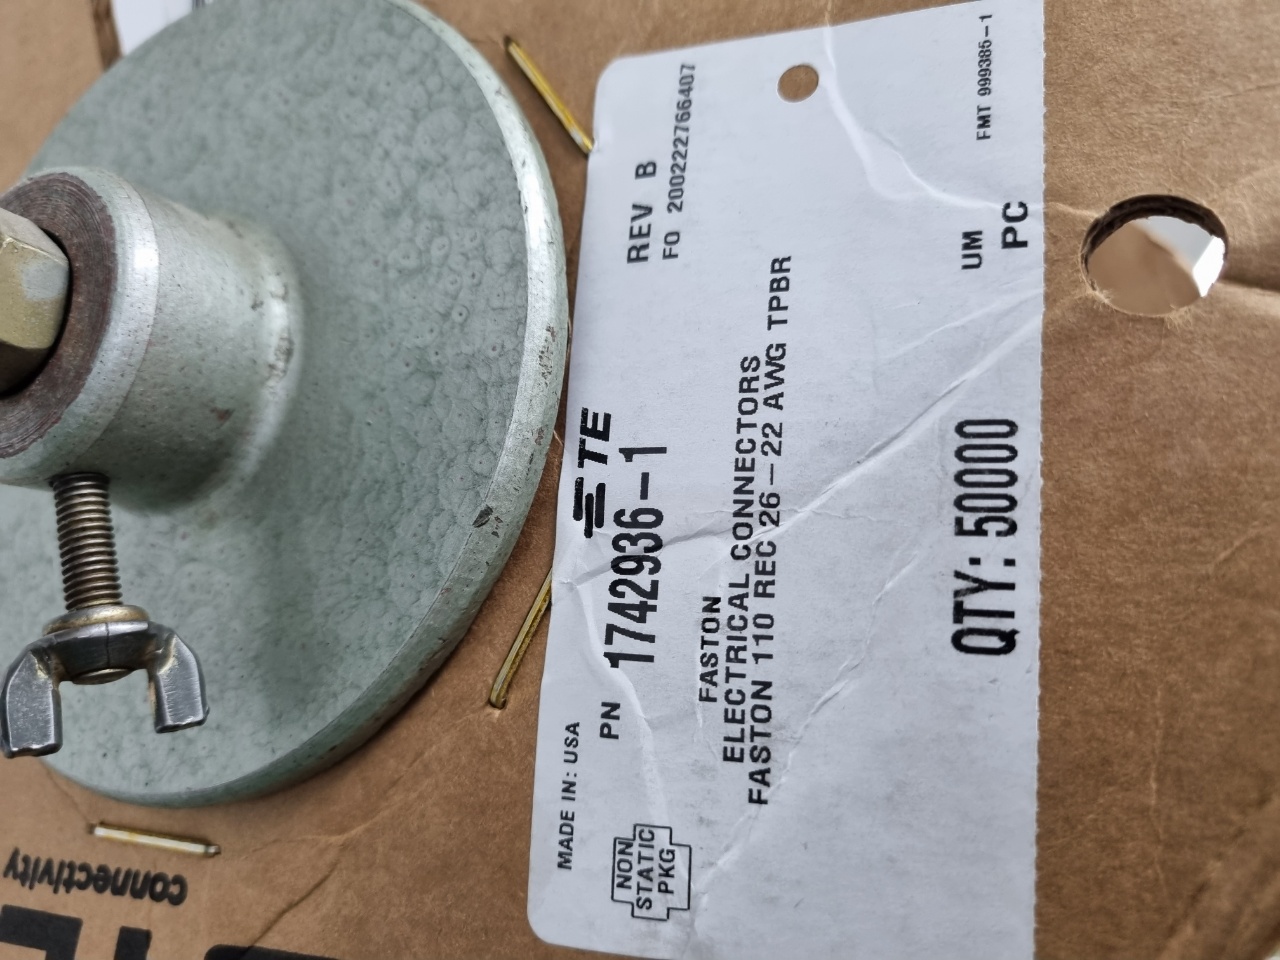 TE
REV B
PN 1742936-1
FO 200222766407
MADE IN: USA
NON
STATIC
PKG
FASTON
ELECTRICAL CONNECTORS
FASTON 110 REC 26-22 AWG TPBR
UM
PC
QTY: 50000
FMT 999385-1
connectivity